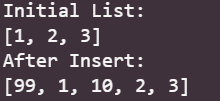 Initial List:
[1, 2, 3]
After Insert:
[99, 1, 10, 2, 3]